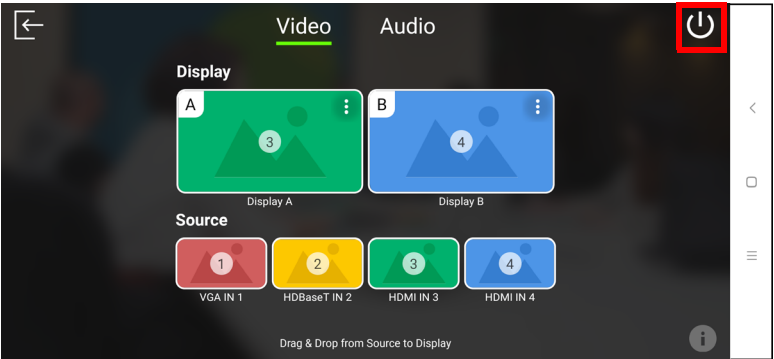 Video Audio
Display
A B
3 4
Display A Display B
Source
1 2 3 4
VGA IN 1 HDBaseT IN 2 HDMI IN 3 HDMI IN 4
Drag & Drop from Source to Display
i